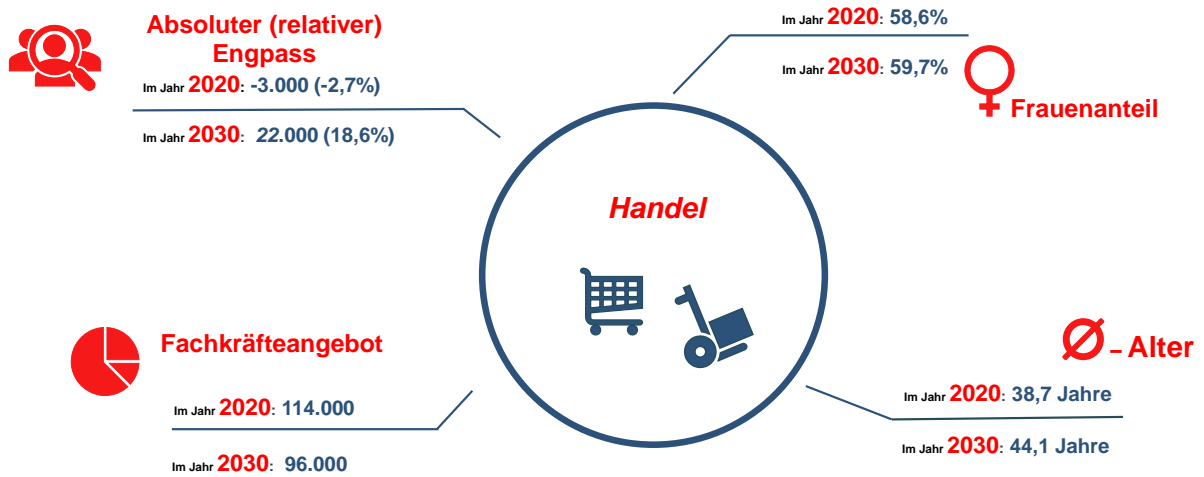 Absoluter (relativer)
Engpass
Im Jahr 2020: -3.000 (-2,7%)
Im Jahr 2030: 22.000 (18,6%)
Im Jahr 2020: 58,6%
Im Jahr 2030: 59,7%
Frauenanteil
Handel
Fachkräfteangebot
Im Jahr 2020: 114.000
Im Jahr 2030: 96.000
Ø – Alter
Im Jahr 2020: 38,7 Jahre
Im Jahr 2030: 44,1 Jahre